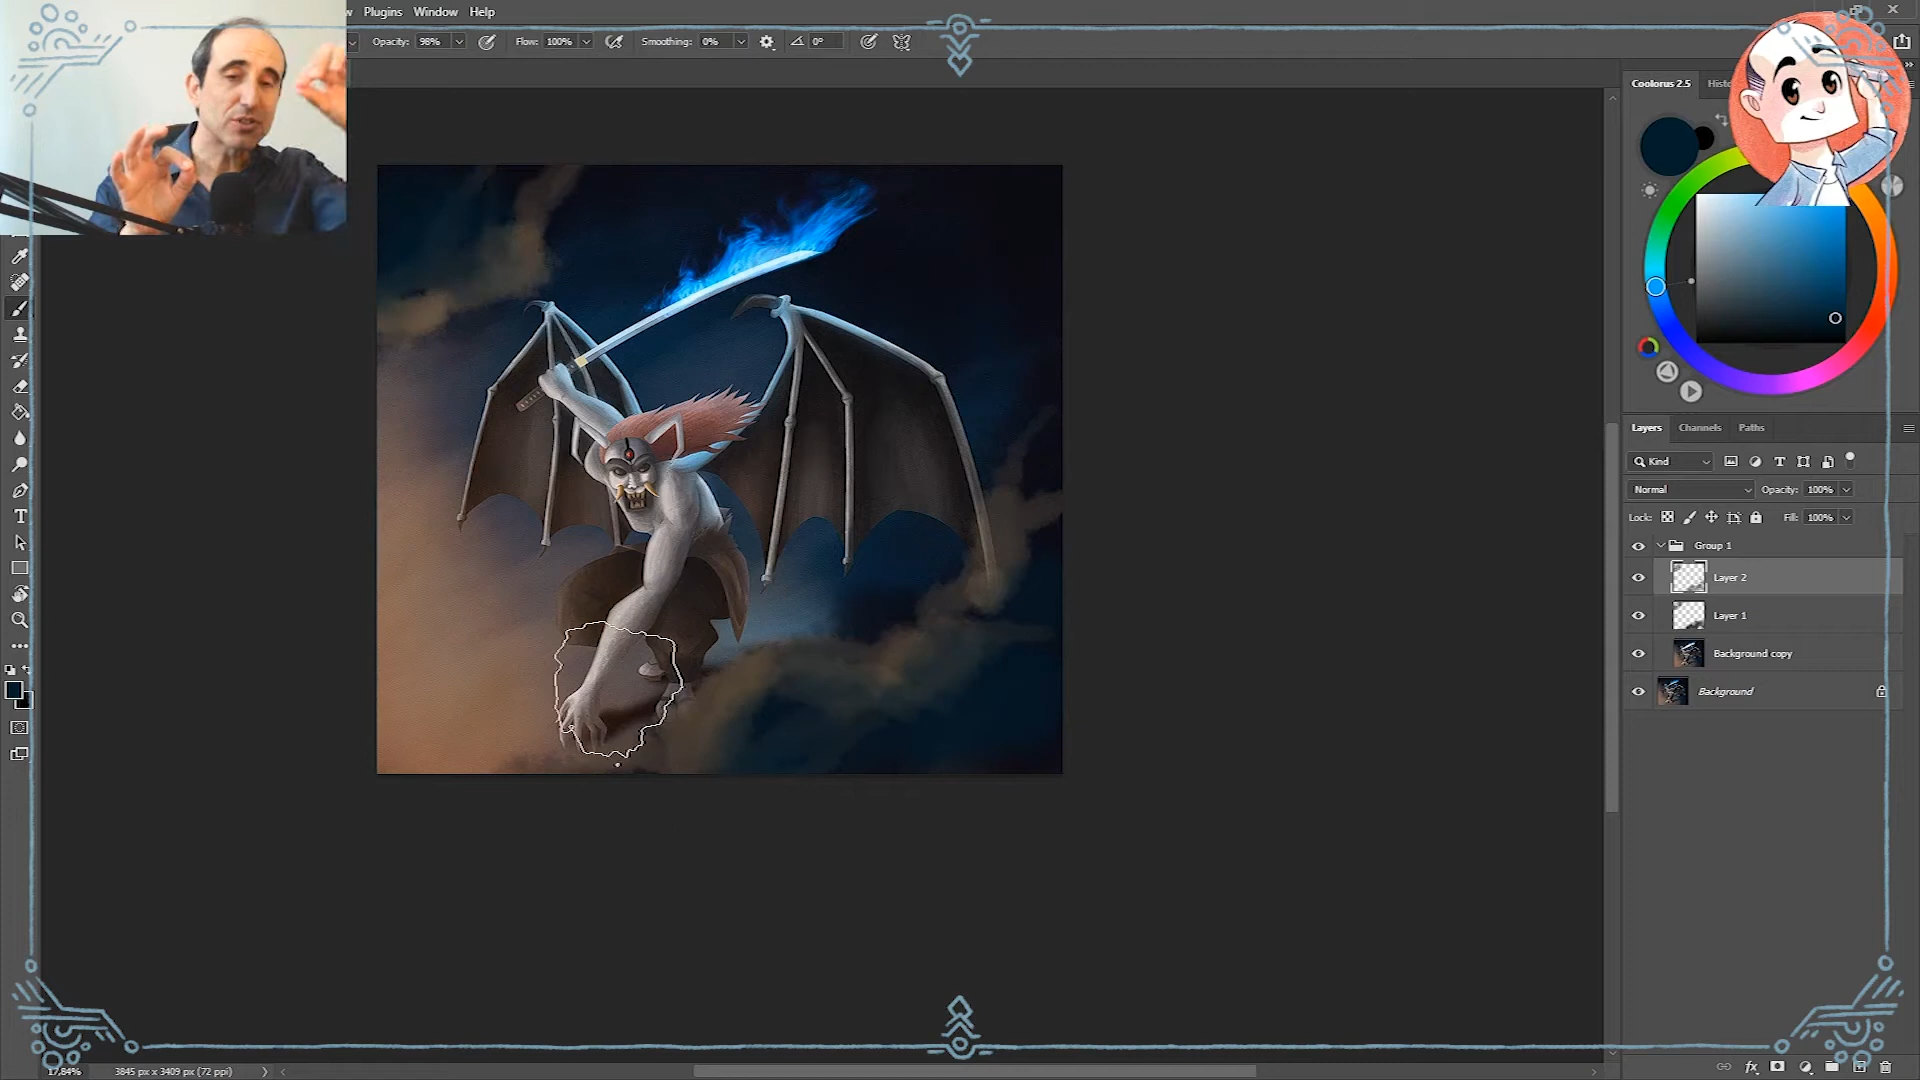 Plugins Window Help
Opacity: 98% Flow: 100% Smoothing: 0% 0°
Coolorus 2.5
Layers Channels Paths
Kind
Normal Opacity: 100%
Lock: Fill: 100%
Group 1
Layer 2
Layer 1
Background copy
Background
17,84% 3845 px x 3409 px (72 ppi)